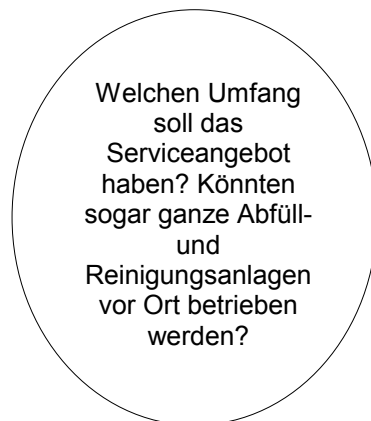 Welchen Umfang
soll das
Serviceangebot
haben? Könnten
sogar ganze Abfüll-
und
Reinigungsanlagen
vor Ort betrieben
werden?